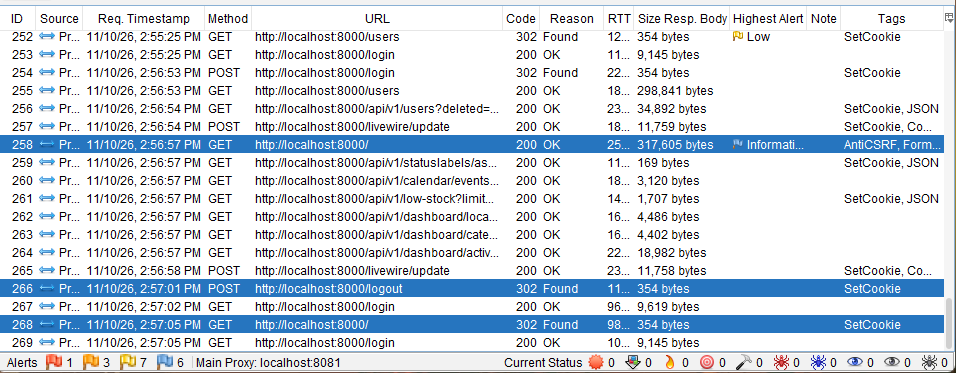 ID Source Req. Timestamp Method URL Code Reason RTT Size Resp. Body Highest Alert Note Tags
252 Pr... 11/10/26, 2:55:25 PM GET http://localhost:8000/users 302 Found 12... 354 bytes Low SetCookie
253 Pr... 11/10/26, 2:55:25 PM GET http://localhost:8000/login 200 OK 11... 9,145 bytes
254 Pr... 11/10/26, 2:56:53 PM POST http://localhost:8000/login 302 Found 22... 354 bytes SetCookie
255 Pr... 11/10/26, 2:56:53 PM GET http://localhost:8000/users 200 OK 18... 298,841 bytes
256 Pr... 11/10/26, 2:56:54 PM GET http://localhost:8000/api/v1/users?deleted=... 200 OK 23... 34,892 bytes SetCookie, JSON
257 Pr... 11/10/26, 2:56:54 PM POST http://localhost:8000/livewire/update 200 OK 18... 11,759 bytes SetCookie, Co...
258 Pr... 11/10/26, 2:56:57 PM GET http://localhost:8000/ 200 OK 25... 317,605 bytes Informati... AntiCSRF, Form...
259 Pr... 11/10/26, 2:56:57 PM GET http://localhost:8000/api/v1/statuslabels/as... 200 OK 11... 169 bytes SetCookie, JSON
260 Pr... 11/10/26, 2:56:57 PM GET http://localhost:8000/api/v1/calendar/events... 200 OK 18... 3,120 bytes
261 Pr... 11/10/26, 2:56:57 PM GET http://localhost:8000/api/v1/low-stock?limit... 200 OK 14... 1,707 bytes SetCookie, JSON
262 Pr... 11/10/26, 2:56:57 PM GET http://localhost:8000/api/v1/dashboard/loca... 200 OK 16... 4,486 bytes
263 Pr... 11/10/26, 2:56:57 PM GET http://localhost:8000/api/v1/dashboard/cate... 200 OK 16... 4,402 bytes
264 Pr... 11/10/26, 2:56:57 PM GET http://localhost:8000/api/v1/dashboard/activ... 200 OK 22... 18,982 bytes
265 Pr... 11/10/26, 2:56:58 PM POST http://localhost:8000/livewire/update 200 OK 23... 11,758 bytes SetCookie, Co...
266 Pr... 11/10/26, 2:57:01 PM POST http://localhost:8000/logout 302 Found 11... 354 bytes SetCookie
267 Pr... 11/10/26, 2:57:02 PM GET http://localhost:8000/login 200 OK 96... 9,619 bytes
268 Pr... 11/10/26, 2:57:05 PM GET http://localhost:8000/ 302 Found 98... 354 bytes SetCookie
269 Pr... 11/10/26, 2:57:05 PM GET http://localhost:8000/login 200 OK 10... 9,145 bytes
Alerts 1 3 7 6 Main Proxy: localhost:8081 Current Status 0 0 0 0 0 0 0 0 0 0